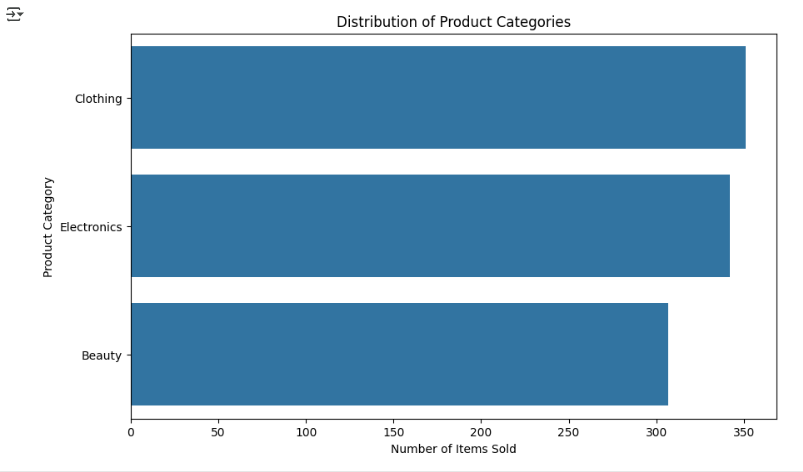 Distribution of Product Categories
Clothing
Electronics
Beauty
Product Category
0 50 100 150 200 250 300 350
Number of Items Sold